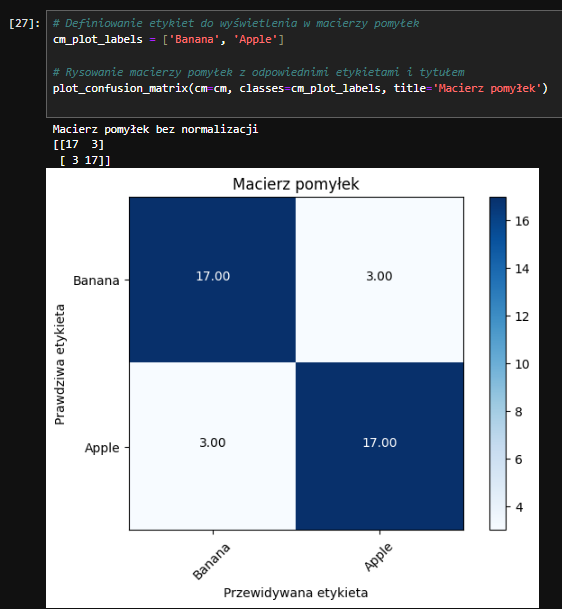 [27]:
# Definiowanie etykiet do wyświetlenia w macierzy pomyłek
cm_plot_labels = ['Banana', 'Apple']
# Rysowanie macierzy pomyłek z odpowiednimi etykietami i tytułem
plot_confusion_matrix(cm=cm, classes=cm_plot_labels, title='Macierz pomyłek')
Macierz pomyłek bez normalizacji
[[17  3]
 [ 3 17]]
Macierz pomyłek
Prawdziwa etykieta
Banana
17.00
3.00
Apple
3.00
17.00
Banana
Apple
Przewidywana etykieta
16
14
12
10
8
6
4